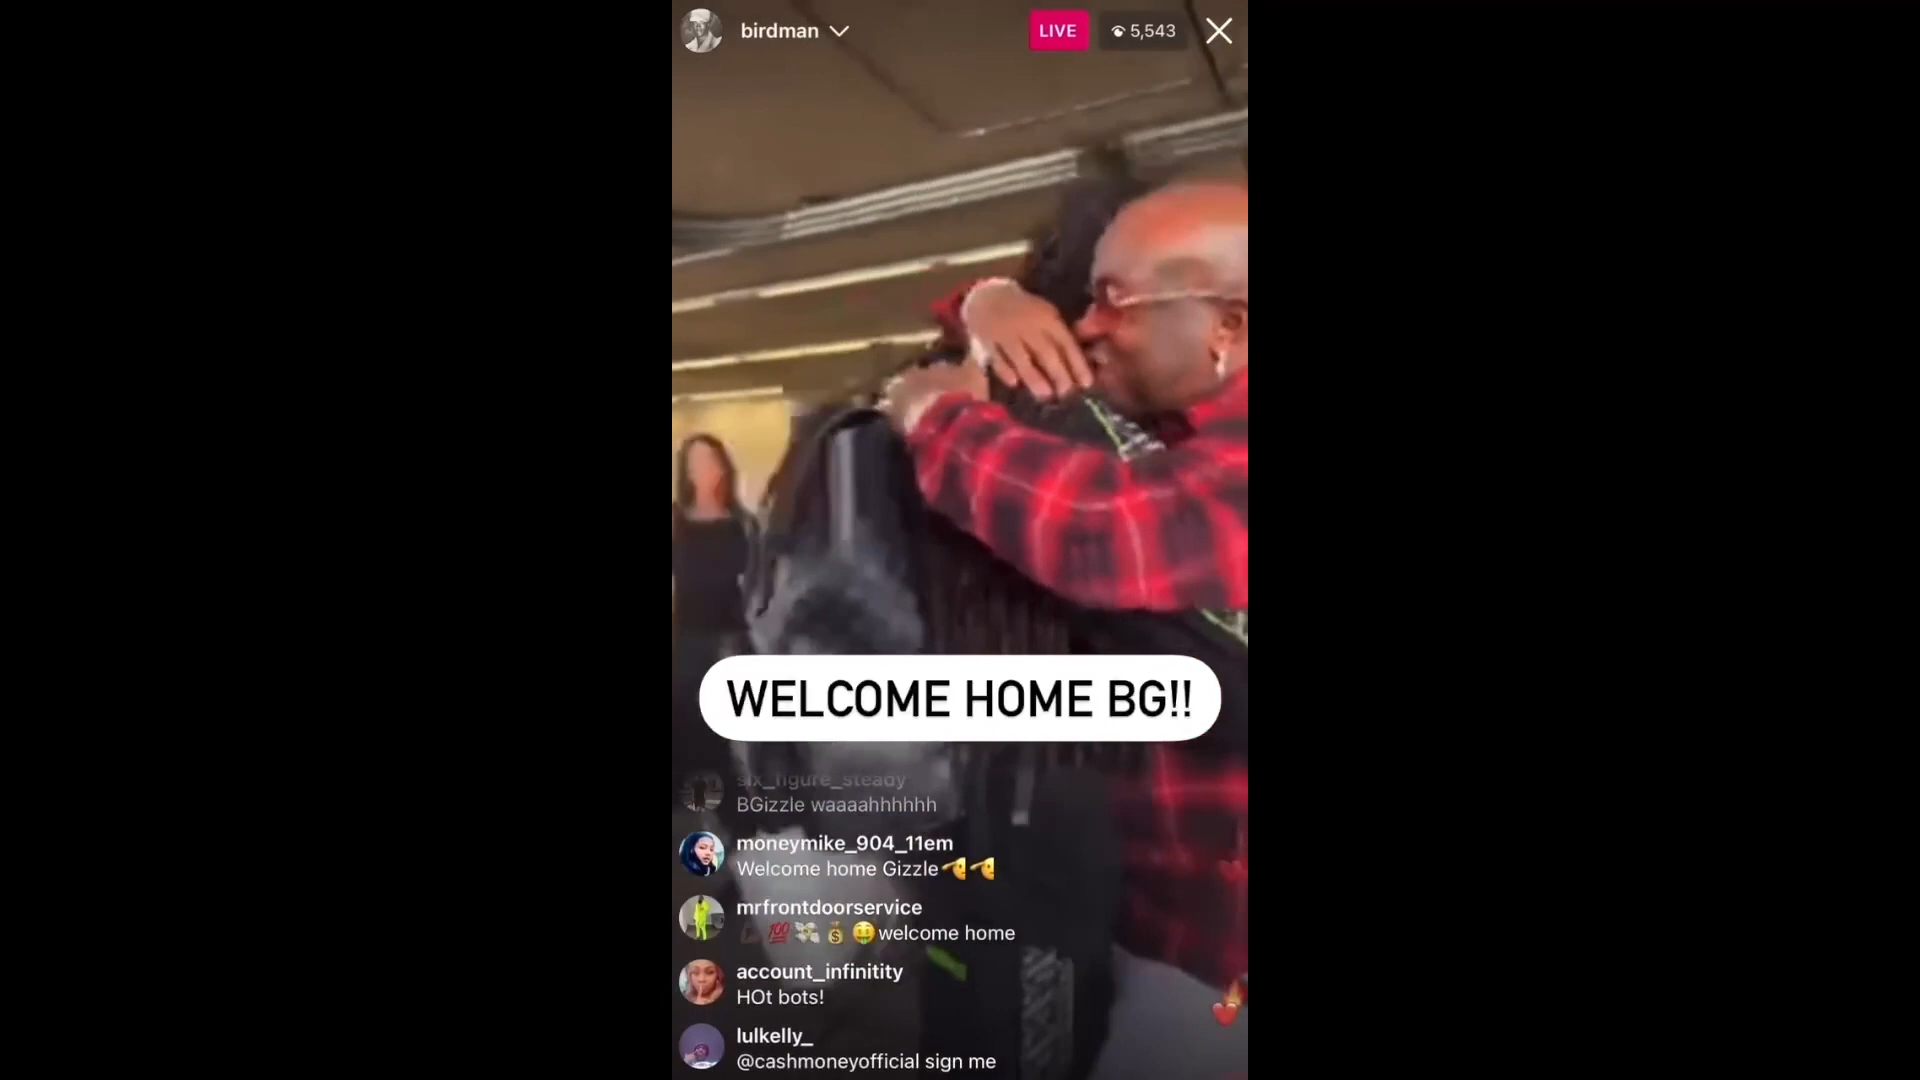 birdman
LIVE
5,543
WELCOME HOME BG!!
six_figure_steady
BGizzle waaaahhhhhh
moneymike_904_11em
Welcome home Gizzle🫡🫡
mrfrontdoorservice
💯💸💰🤑welcome home
account_infinitity
HOt bots!
lulkelly_
@cashmoneyofficial sign me